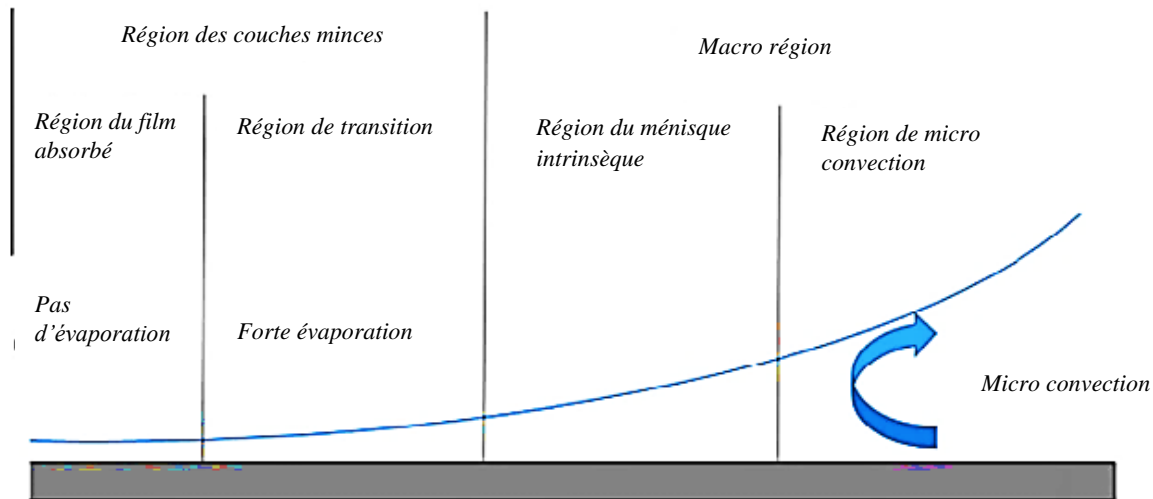 Région des couches minces
Macro région
Région du film
absorbé
Région de transition
Région du ménisque
intrinsèque
Région de micro
convection
Pas
d’évaporation
Forte évaporation
Micro convection